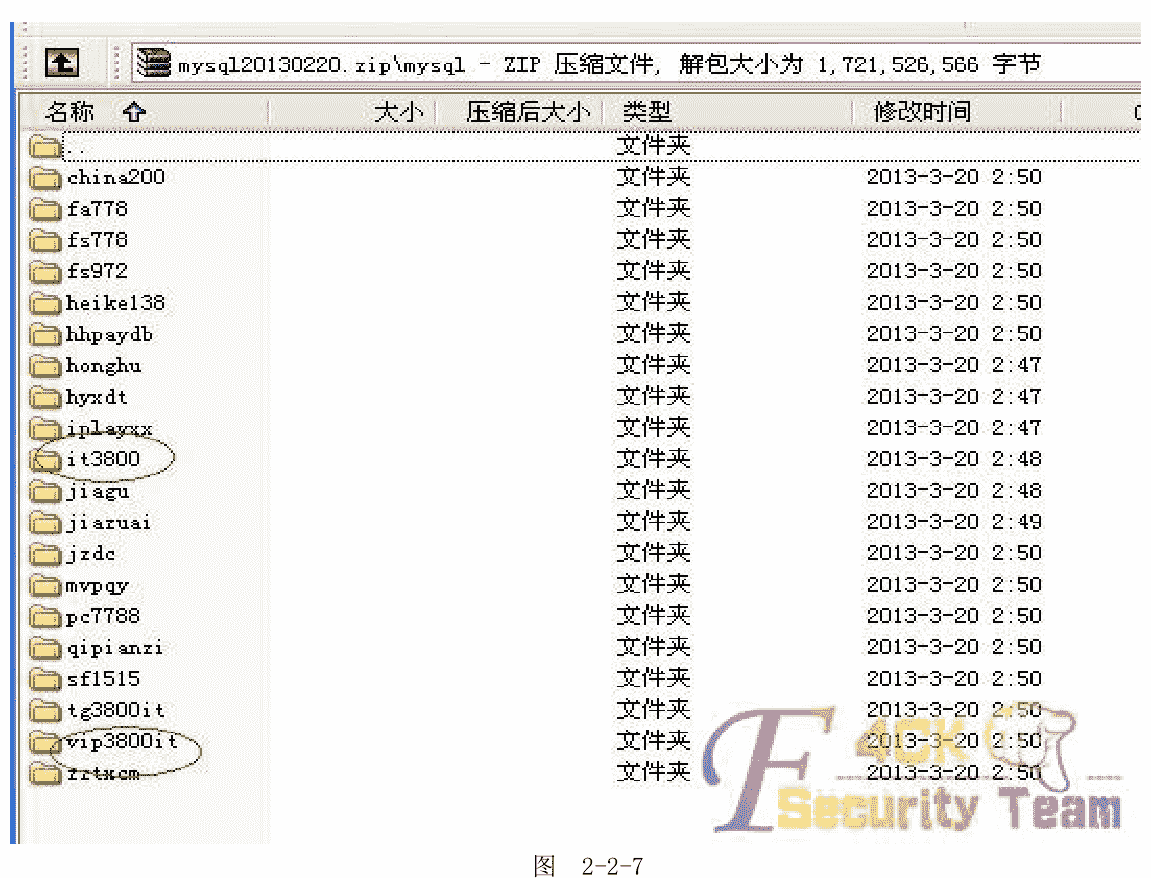 mysql20130220.zip\mysql - ZIP 压缩文件, 解包大小为 1,721,526,566 字节
名称 大小 压缩后大小 类型 修改时间
.. 文件夹
china200 文件夹 2013-3-20 2:50
fa778 文件夹 2013-3-20 2:50
fs778 文件夹 2013-3-20 2:50
fs972 文件夹 2013-3-20 2:50
heike138 文件夹 2013-3-20 2:50
hhpaydb 文件夹 2013-3-20 2:50
honghu 文件夹 2013-3-20 2:47
hyxdt 文件夹 2013-3-20 2:47
iplayxx 文件夹 2013-3-20 2:47
it3800 文件夹 2013-3-20 2:48
jiagu 文件夹 2013-3-20 2:48
jiazuai 文件夹 2013-3-20 2:49
jzdc 文件夹 2013-3-20 2:50
mvpqy 文件夹 2013-3-20 2:50
pc7788 文件夹 2013-3-20 2:50
qipianzi 文件夹 2013-3-20 2:50
sf1515 文件夹 2013-3-20 2:50
tg3800it 文件夹 2013-3-20 2:50
vip3800it 文件夹 2013-3-20 2:50
文件夹 2013-3-20 2:50
F4CK
Security Team
图 2-2-7